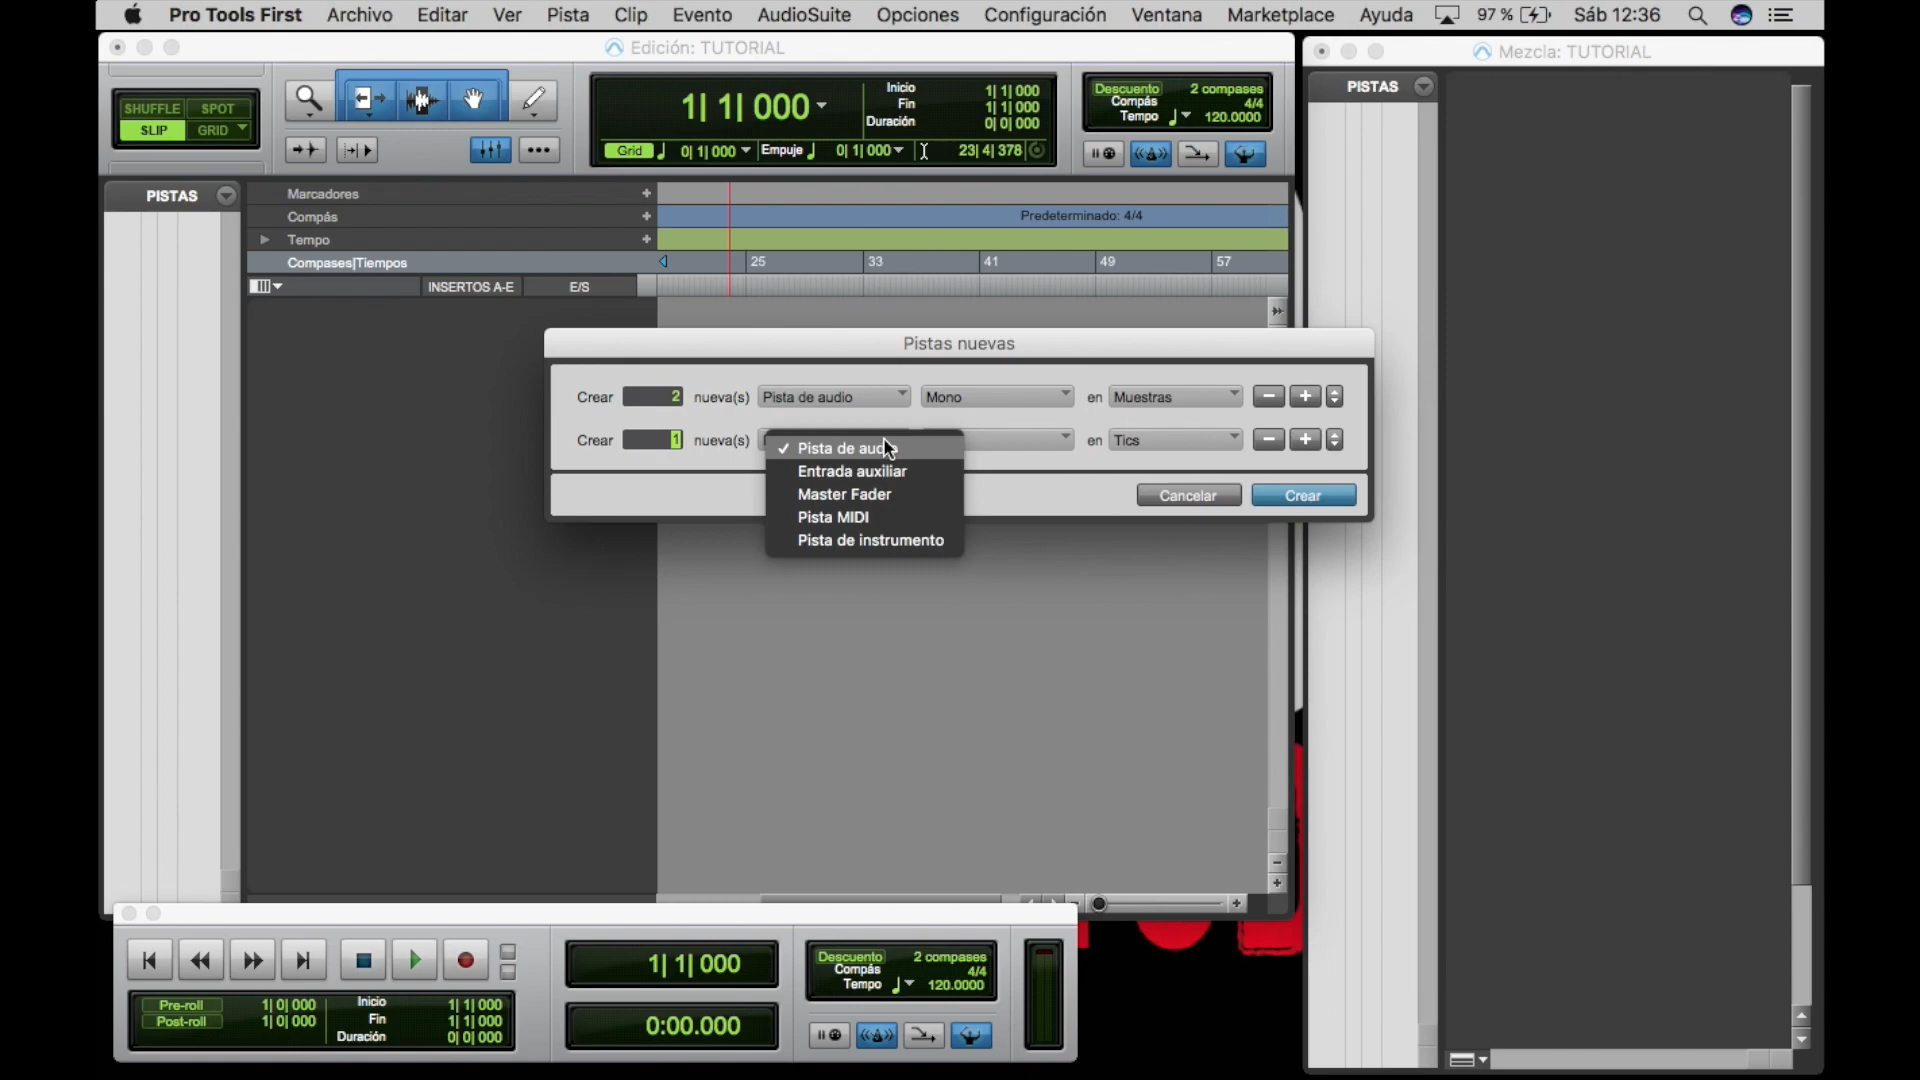 Pro Tools First Archivo Editar Ver Pista Clip Evento AudioSuite Opciones Configuración Ventana Marketplace Ayuda 97 % Sáb 12:36
Edición: TUTORIAL
Mezcla: TUTORIAL
SHUFFLE SPOT
SLIP GRID
1| 1| 000
Inicio 1| 1| 000
Fin 1| 1| 000
Duración 0| 0| 000
Grid 0| 1| 000 Empuje 0| 1| 000 23| 4| 378
Descuento 2 compases
Compás 4/4
Tempo 120.0000
PISTAS
PISTAS
Marcadores
Compás
Predeterminado: 4/4
Tempo
Compases|Tiempos
25 33 41 49 57
INSERTOS A-E E/S
Pistas nuevas
Crear 2 nueva(s) Pista de audio Mono en Muestras
Crear 1 nueva(s) en Tics
Pista de audio
Entrada auxiliar
Master Fader
Pista MIDI
Pista de instrumento
Cancelar Crear
1| 1| 000
0:00.000
Descuento 2 compases
Compás 4/4
Tempo 120.0000
Pre-roll 1| 0| 000
Post-roll 1| 0| 000
Inicio 1| 1| 000
Fin 1| 1| 000
Duración 0| 0| 000